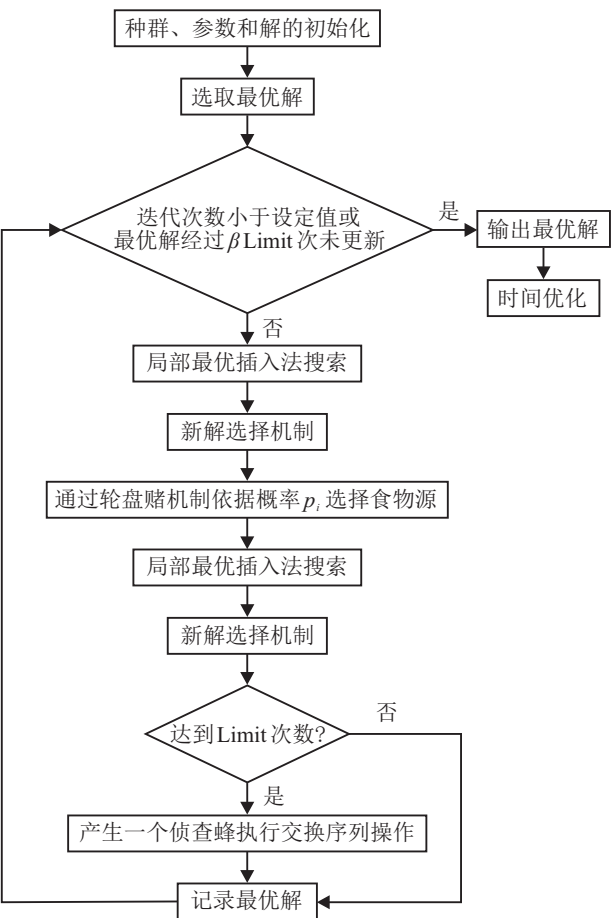 种群、参数和解的初始化
选取最优解
迭代次数小于设定值或
最优解经过βLimit次未更新
是
输出最优解
时间优化
否
局部最优插入法搜索
新解选择机制
通过轮盘赌机制依据概率p_i选择食物源
局部最优插入法搜索
新解选择机制
达到Limit次数?
否
是
产生一个侦查蜂执行交换序列操作
记录最优解